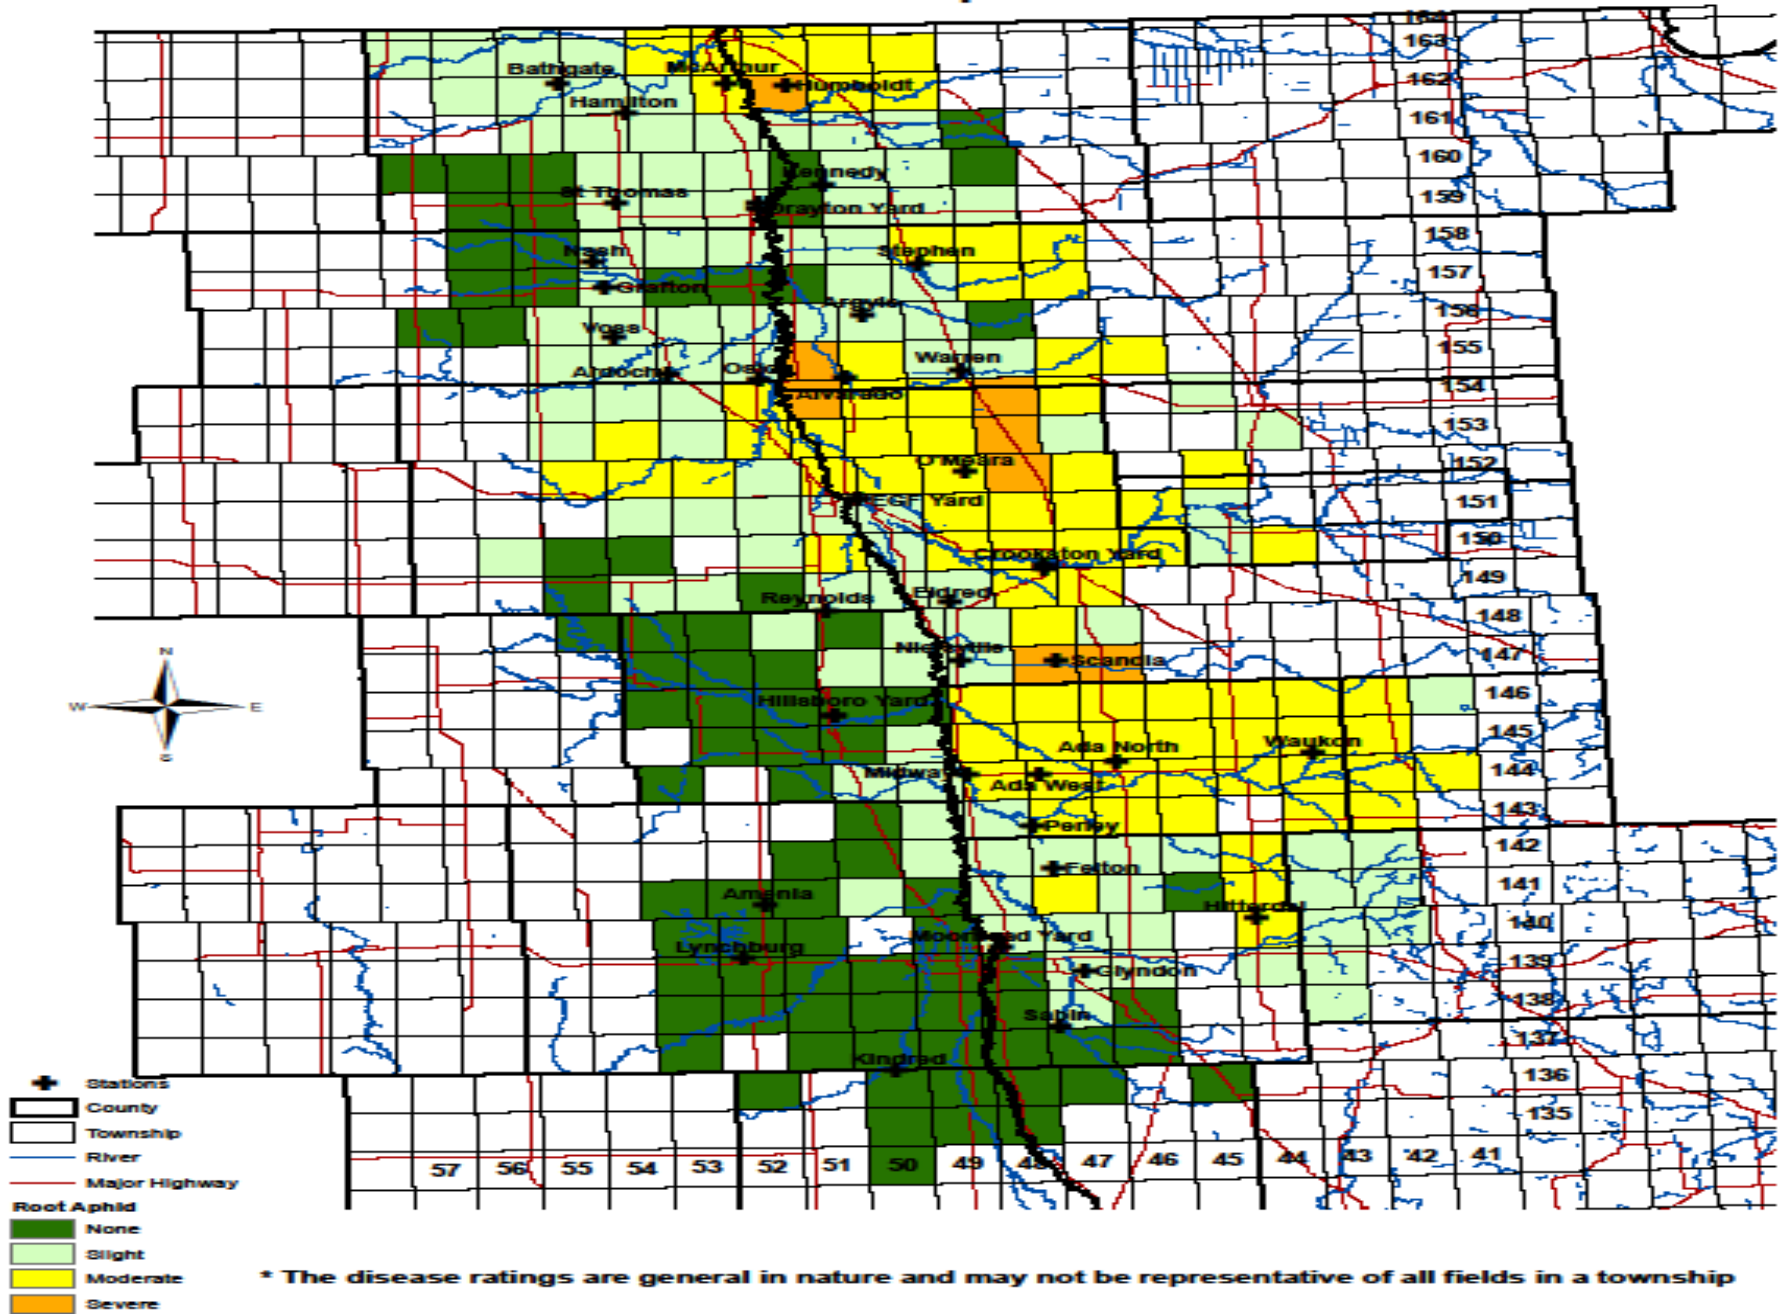 164
163
Bathgate
McArthur
162
Humboldt
Hamilton
161
160
Kennedy
St Thomas
159
Drayton Yard
158
Nash
Stephen
157
Grafton
Argyle
156
Voss
155
Warren
154
Alvarado
153
O'Meara
152
EGF Yard
151
150
Crookston Yard
149
Reynolds
Eldred
148
147
Scandia
N
W
E
S
146
Hillsboro Yard
145
Ada North
Waukon
Midway
144
Ada West
143
Perley
142
Felton
141
Amenia
140
Lynchburg
139
Glyndon
138
Sabin
137
Kindred
136
135
57
56
55
54
53
52
51
50
49
48
47
46
45
44
43
42
41
Stations
County
Township
River
Major Highway
Root Aphid
None
Slight
Moderate
Severe
* The disease ratings are general in nature and may not be representative of all fields in a township